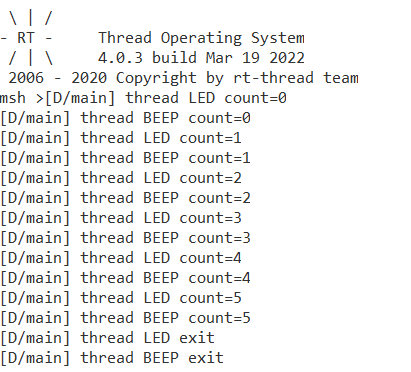 \ | /
- RT -     Thread Operating System
 / | \     4.0.3 build Mar 19 2022
 2006 - 2020 Copyright by rt-thread team
msh >[D/main] thread LED count=0
[D/main] thread BEEP count=0
[D/main] thread LED count=1
[D/main] thread BEEP count=1
[D/main] thread LED count=2
[D/main] thread BEEP count=2
[D/main] thread LED count=3
[D/main] thread BEEP count=3
[D/main] thread LED count=4
[D/main] thread BEEP count=4
[D/main] thread LED count=5
[D/main] thread BEEP count=5
[D/main] thread LED exit
[D/main] thread BEEP exit